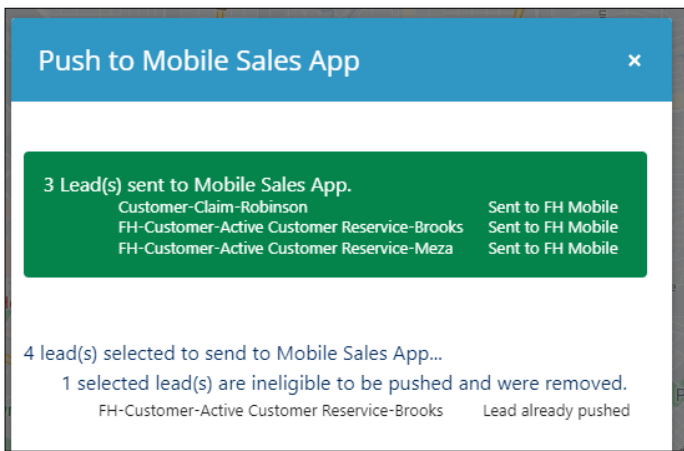 Push to Mobile Sales App ×
3 Lead(s) sent to Mobile Sales App.
Customer-Claim-Robinson Sent to FH Mobile
FH-Customer-Active Customer Reservice-Brooks Sent to FH Mobile
FH-Customer-Active Customer Reservice-Meza Sent to FH Mobile
4 lead(s) selected to send to Mobile Sales App...
1 selected lead(s) are ineligible to be pushed and were removed.
FH-Customer-Active Customer Reservice-Brooks Lead already pushed